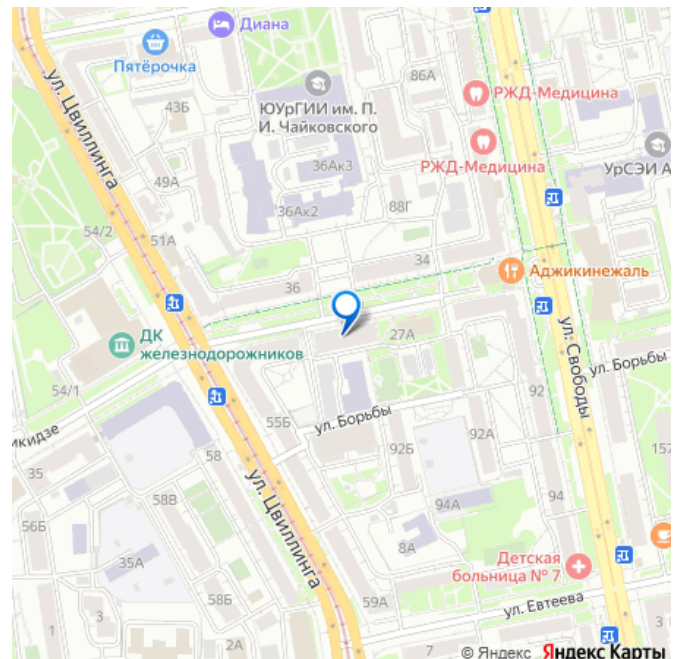 Диана
Пятёрочка
86А
РЖД-Медицина
43Б
ЮУрГИИ им. П.
И. Чайковского
ул. Цвиллинга
РЖД-Медицина
УрСЭИ А
36Ак3
49А
36Ак2
88Г
54/2
51А
34
Аджикинежаль
36
ДК
железнодорожников
27А
ул. Свободы
ул. Борьбы
54/1
92
55Б
ул. Борьбы
икидзе
92Б
92А
58
157
35
ул. Цвиллинга
58В
94
94А
56Б
35А
8А
Детская
больница № 7
58Б
59А
ул. Евтеева
1
3
2А
7
8
© Яндекс Яндекс Карты